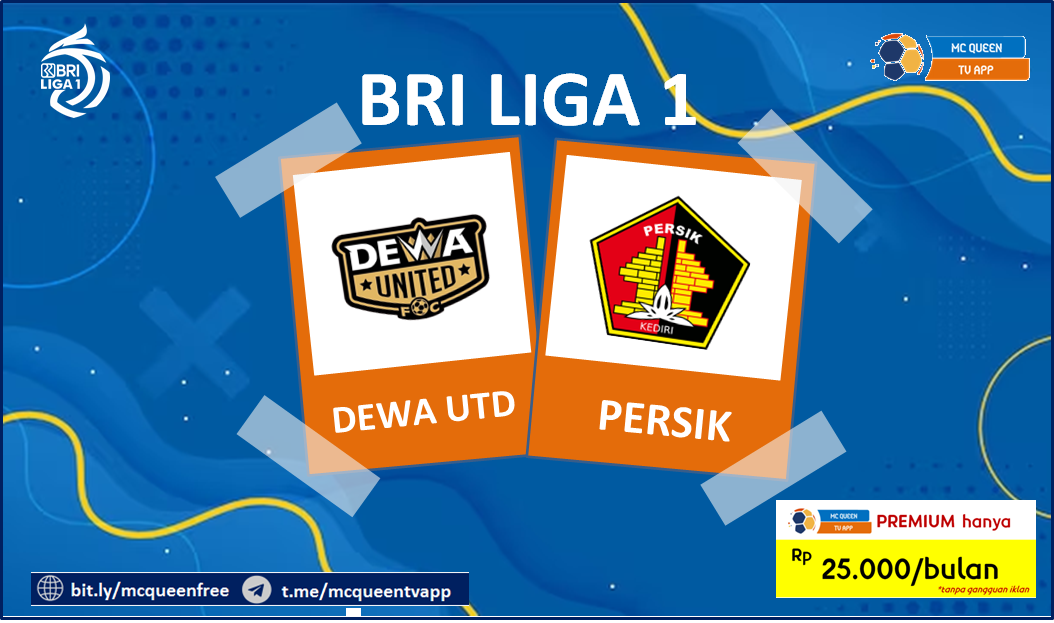 BRI
LIGA 1
BRI LIGA 1
MC QUEEN
TV APP
DEWA
UNITED
FC
PERSIK
KEDIRI
DEWA UTD
PERSIK
MC QUEEN
TV APP
PREMIUM hanya
Rp 25.000/bulan
*tanpa gangguan iklan
bit.ly/mcqueenfree t.me/mcqueentvapp